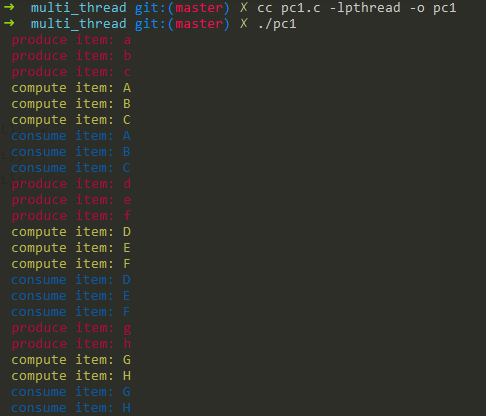 ➜ multi_thread git:(master) ✗ cc pc1.c -lpthread -o pc1
➜ multi_thread git:(master) ✗ ./pc1
produce item: a
produce item: b
produce item: c
compute item: A
compute item: B
compute item: C
consume item: A
consume item: B
consume item: C
produce item: d
produce item: e
produce item: f
compute item: D
compute item: E
compute item: F
consume item: D
consume item: E
consume item: F
produce item: g
produce item: h
compute item: G
compute item: H
consume item: G
consume item: H